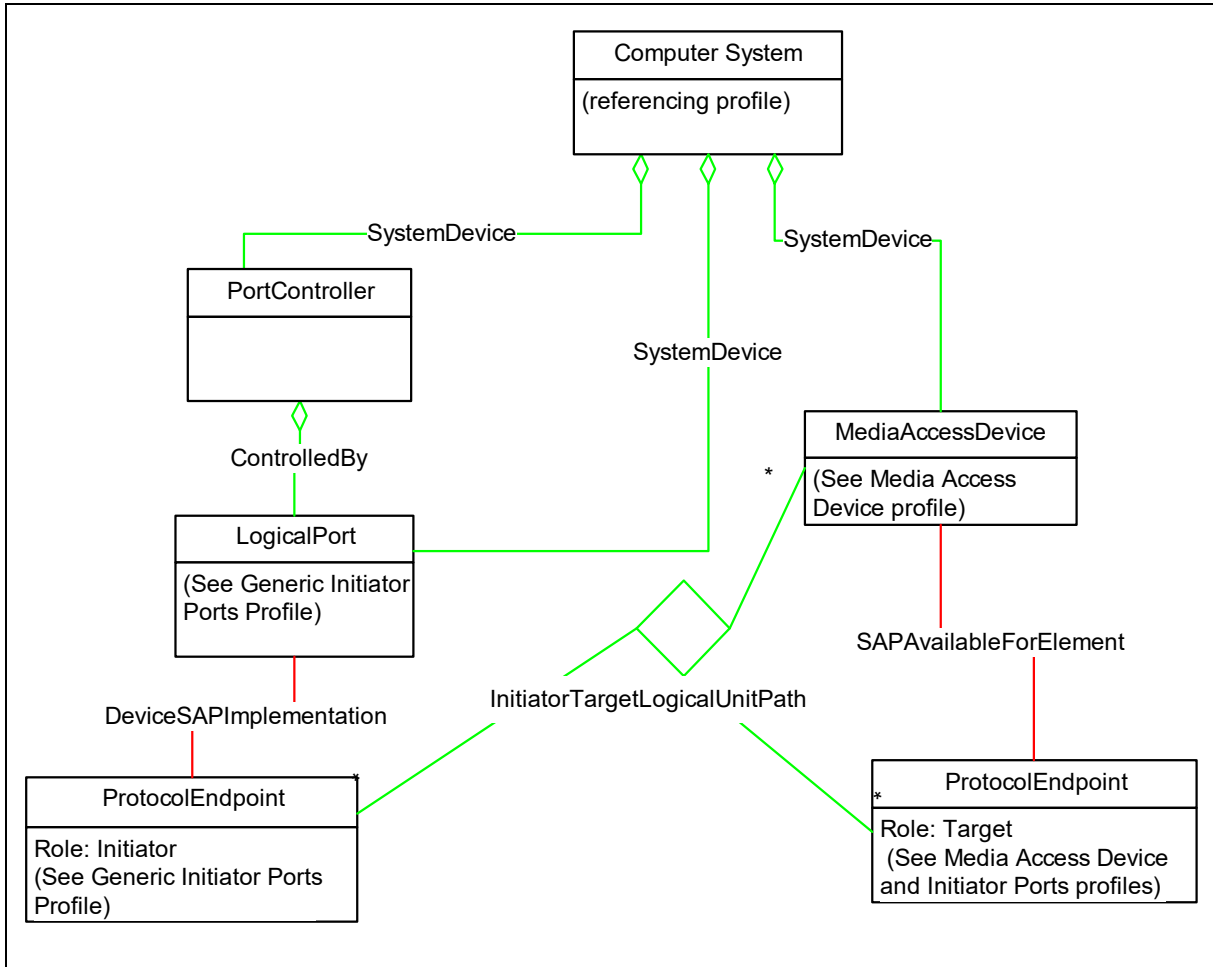 Computer System
(referencing profile)
SystemDevice
SystemDevice
PortController
SystemDevice
MediaAccessDevice
(See Media Access
Device profile)
ControlledBy
*
LogicalPort
(See Generic Initiator
Ports Profile)
SAPAvailableForElement
InitiatorTargetLogicalUnitPath
DeviceSAPImplementation
*
ProtocolEndpoint
Role: Initiator
(See Generic Initiator Ports
Profile)
ProtocolEndpoint
*
Role: Target
(See Media Access Device
and Initiator Ports profiles)